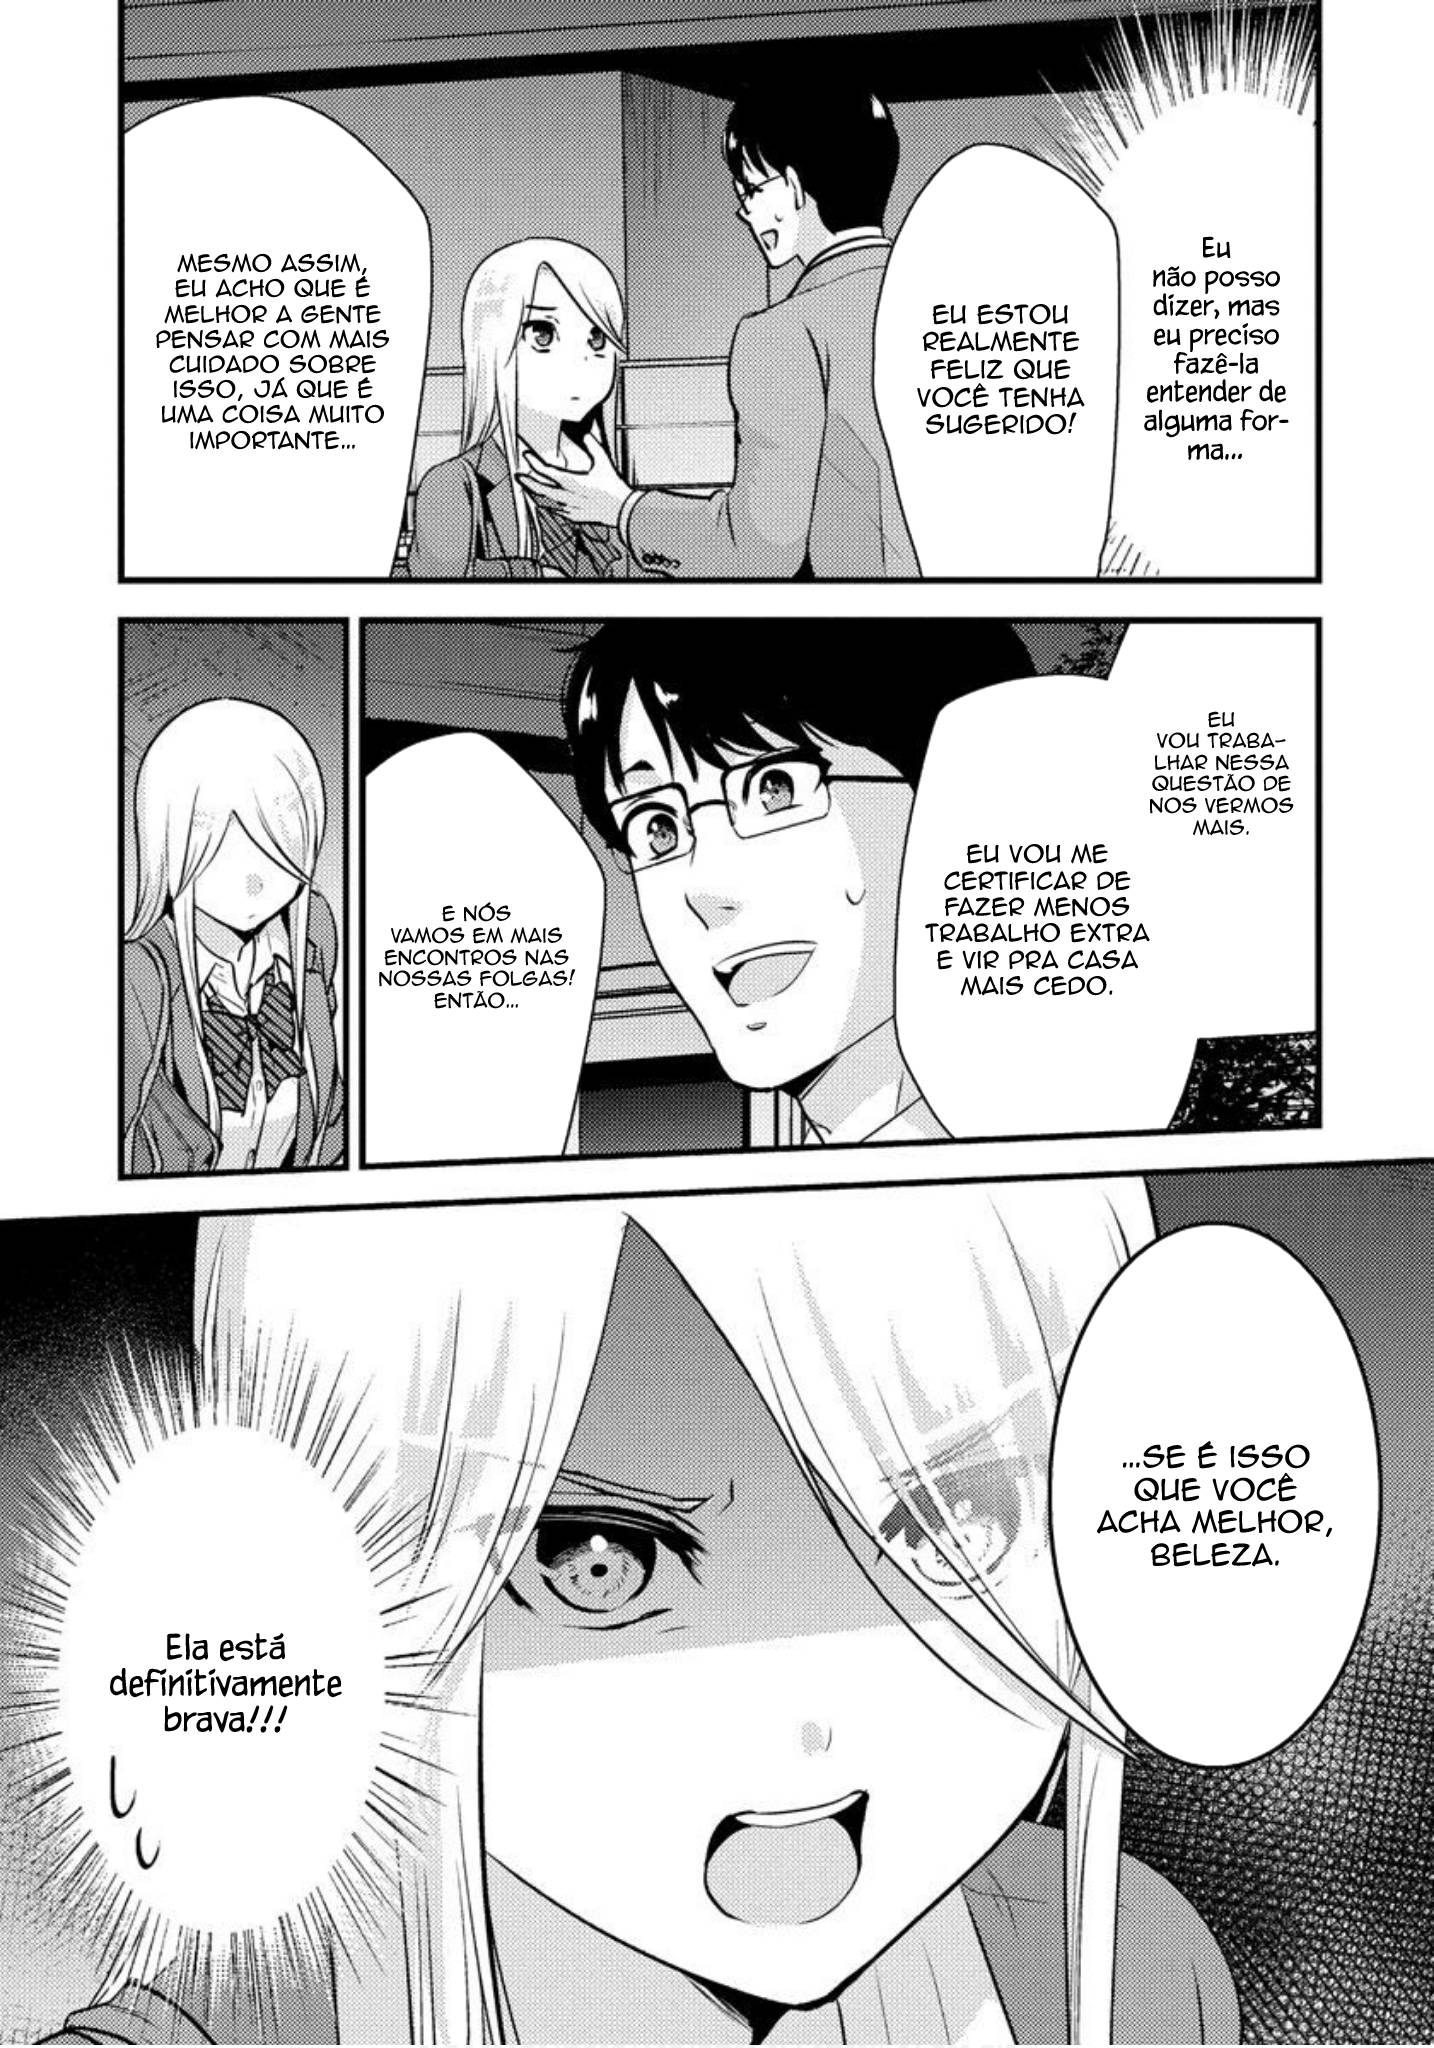 Eu
não posso
dizer, mas
eu preciso
fazê-la
entender de
alguma for-
ma...
EU ESTOU
REALMENTE
FELIZ QUE
VOCÊ TENHA
SUGERIDO!
MESMO ASSIM,
EU ACHO QUE É
MELHOR A GENTE
PENSAR COM MAIS
CUIDADO SOBRE
ISSO, JÁ QUE É
UMA COISA MUITO
IMPORTANTE...
EU
VOU TRABA-
LHAR NESSA
QUESTÃO DE
NOS VERMOS
MAIS.
EU VOU ME
CERTIFICAR DE
FAZER MENOS
TRABALHO EXTRA
E VIR PRA CASA
MAIS CEDO.
E NÓS
VAMOS EM MAIS
ENCONTROS NAS
NOSSAS FOLGAS!
ENTÃO...
...SE É ISSO
QUE VOCÊ
ACHA MELHOR,
BELEZA.
Ela está
definitivamente
brava!!!